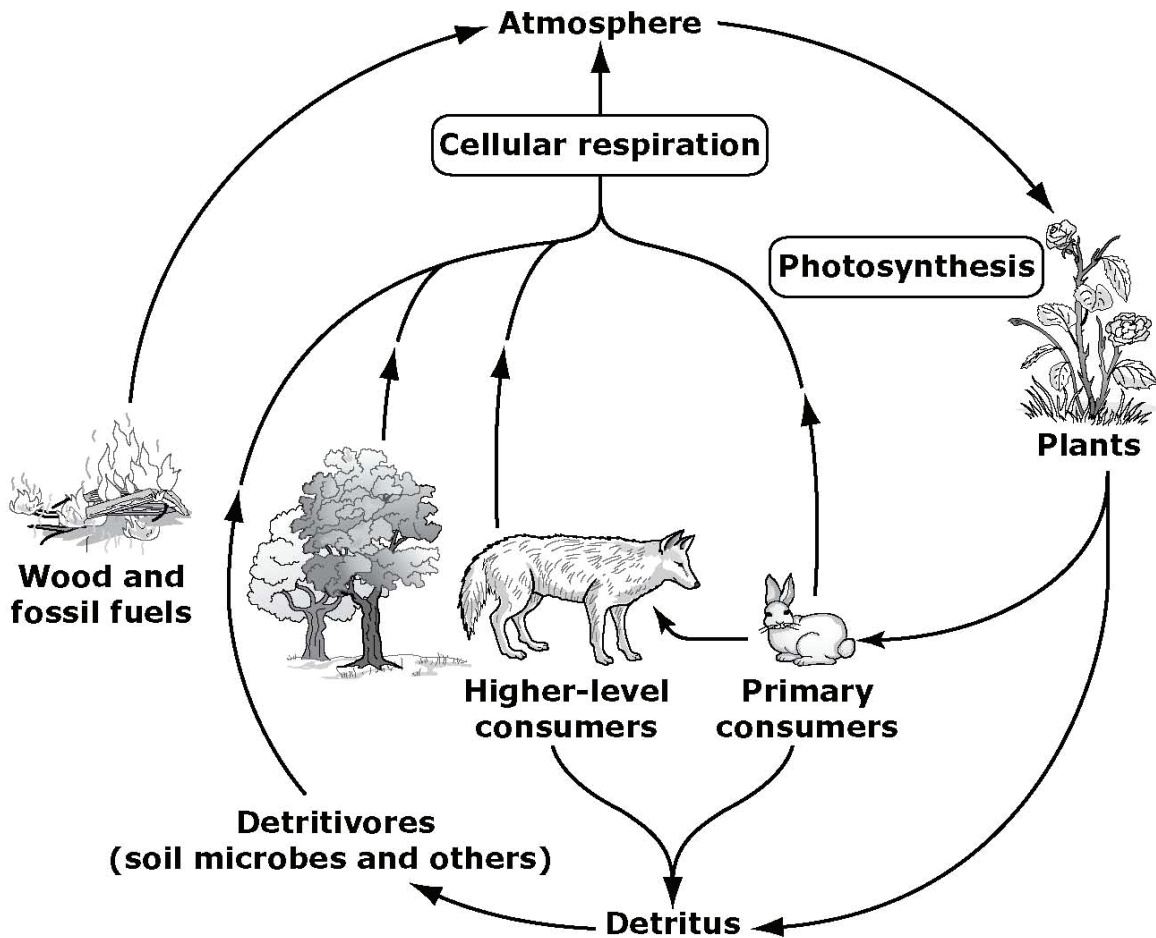 Atmosphere
Cellular respiration
Photosynthesis
Plants
Wood and
fossil fuels
Higher-level
consumers
Primary
consumers
Detritivores
(soil microbes and others)
Detritus